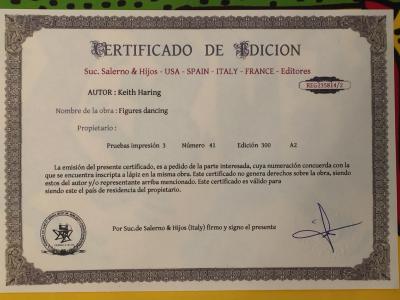 CERTIFICADO DE EDICION
Suc. Salerno & Hijos - USA - SPAIN - ITALY - FRANCE - Editores
REG235814/2
AUTOR : Keith Haring
Nombre de la obra : Figures dancing
Propietario :
Pruebas impresión 3 Número 41 Edición 300 A2
La emisión del presente certificado, es a pedido de la parte interesada, cuya numeración concuerda con la
que se encuentra inscripta a lápiz en la misma obra. Este certificado no genera derechos sobre la obra, siendo
estos del autor y/o representante arriba mencionado. Este certificado es válido para
siendo este el país de residencia del propietario.
Por Suc.de Salerno & Hijos (Italy) firmo y signo el presente